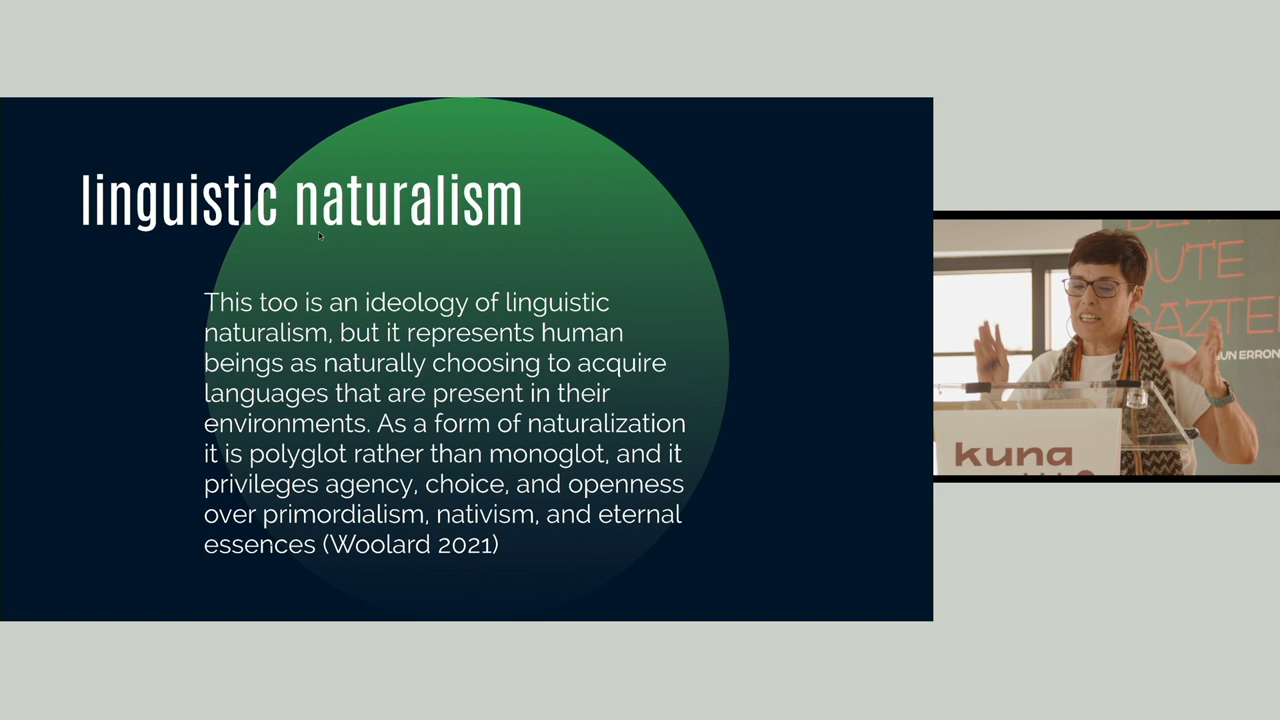 linguistic naturalism
This too is an ideology of linguistic
naturalism, but it represents human
beings as naturally choosing to acquire
languages that are present in their
environments. As a form of naturalization
it is polyglot rather than monoglot, and it
privileges agency, choice, and openness
over primordialism, nativism, and eternal
essences (Woolard 2021)
GAZTE
kuna